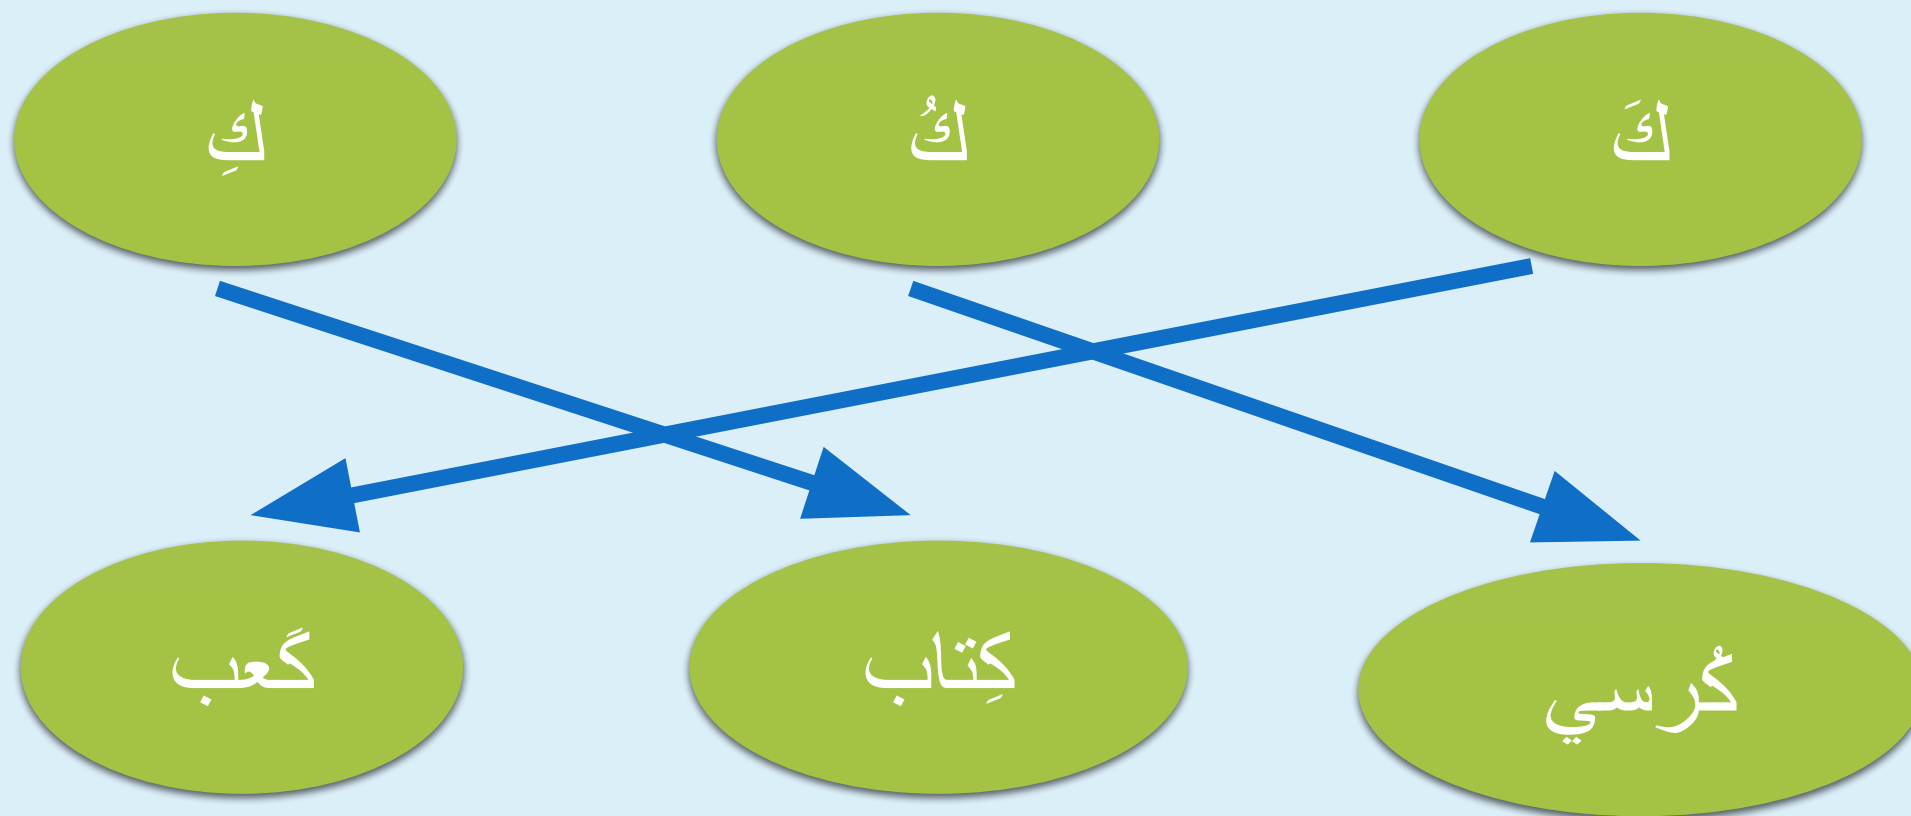 كَ
كُ
كِ
كُرسي
كِتاب
كَعب